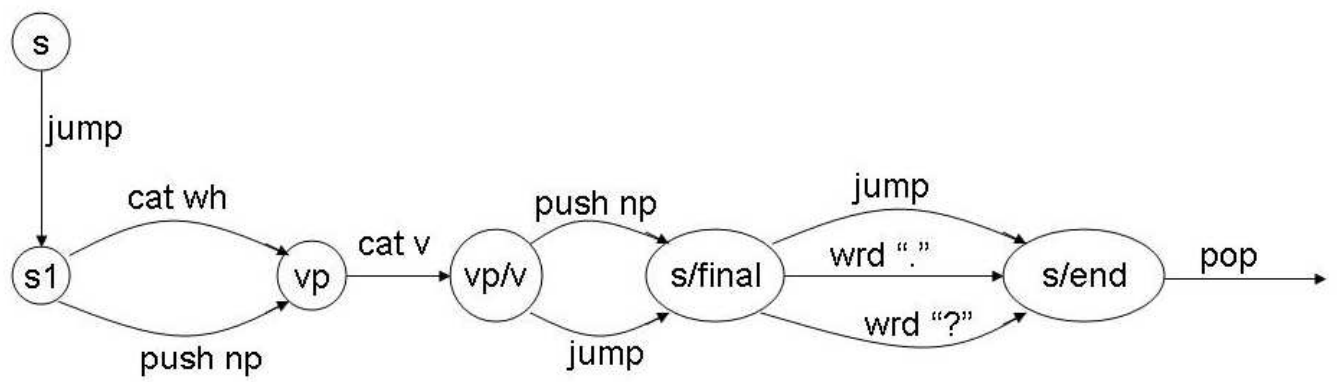 s
jump
s1
cat wh
push np
vp
cat v
vp/v
push np
jump
s/final
jump
wrd “.”
wrd “?”
s/end
pop